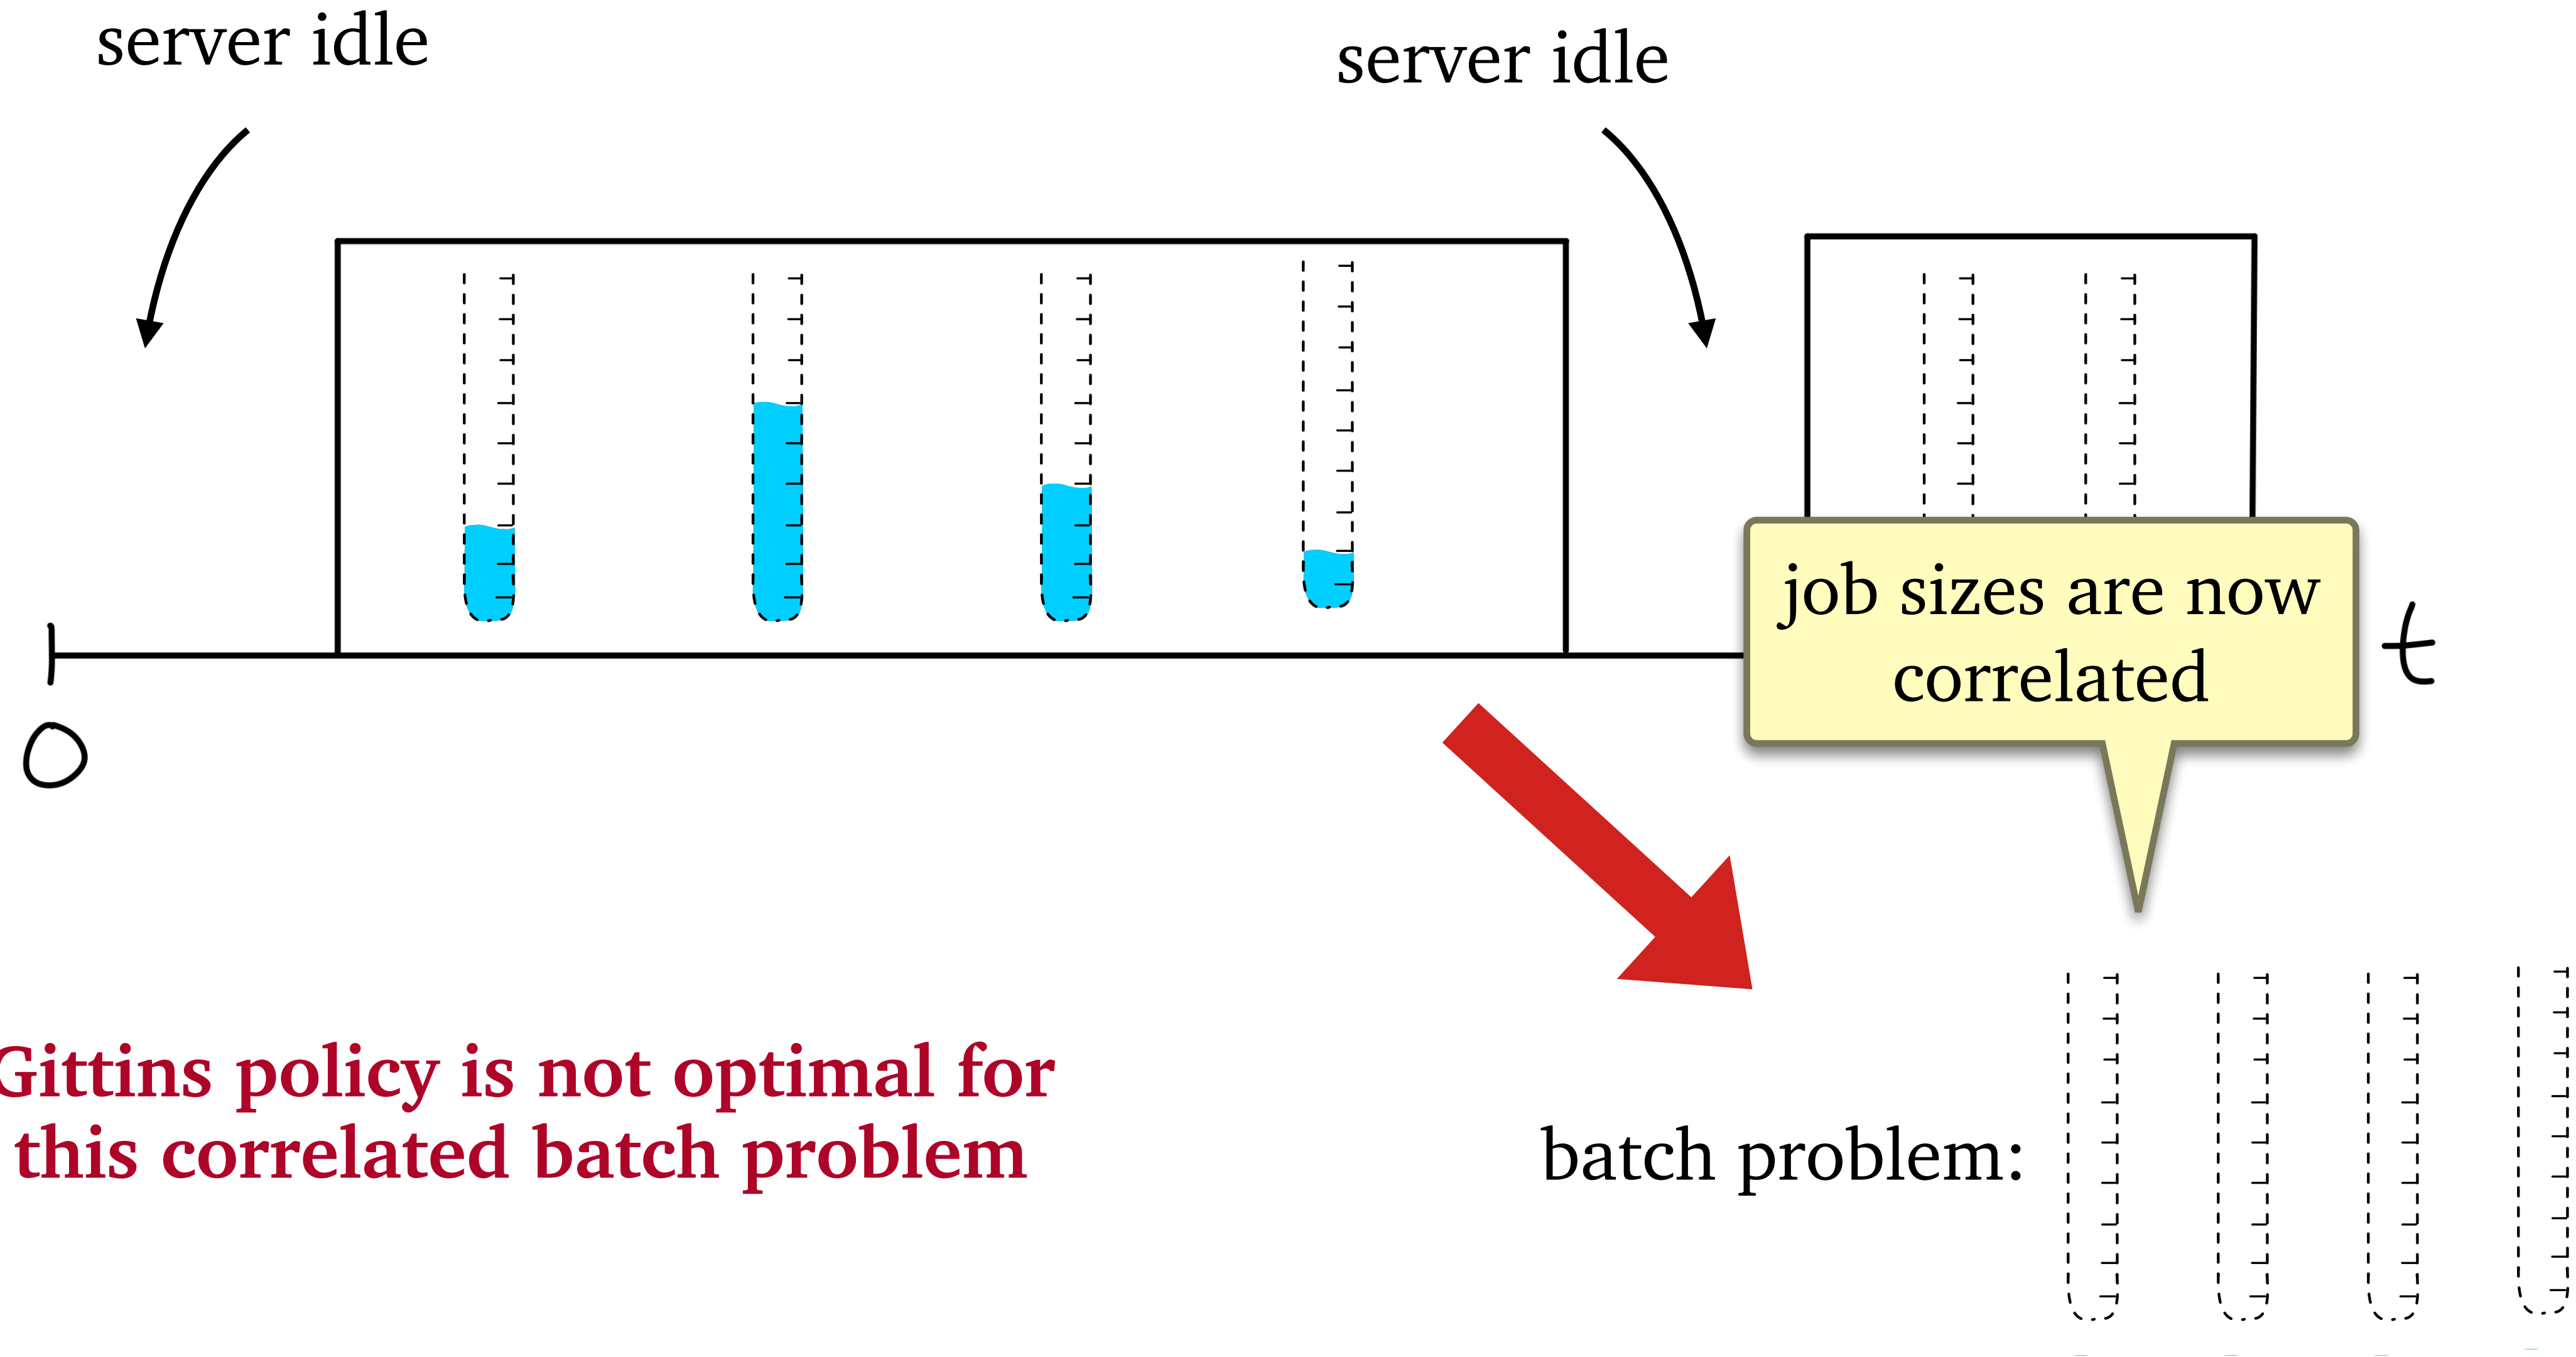 server idle
server idle
job sizes are now
correlated
t
0
Gittins policy is not optimal for
this correlated batch problem
batch problem: